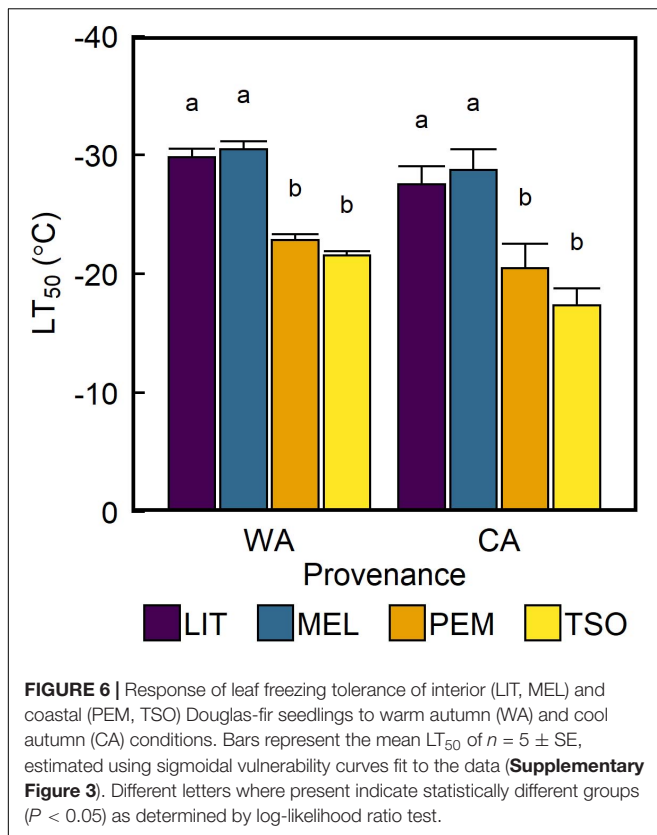 -40
a
a
a
a
-30
b
b
b
b
-20
LT50 (°C)
-10
0
WA
CA
Provenance
LIT
MEL
PEM
TSO
FIGURE 6 | Response of leaf freezing tolerance of interior (LIT, MEL) and
coastal (PEM, TSO) Douglas-fir seedlings to warm autumn (WA) and cool
autumn (CA) conditions. Bars represent the mean LT50 of n = 5 ± SE,
estimated using sigmoidal vulnerability curves fit to the data (Supplementary
Figure 3). Different letters where present indicate statistically different groups
(P < 0.05) as determined by log-likelihood ratio test.